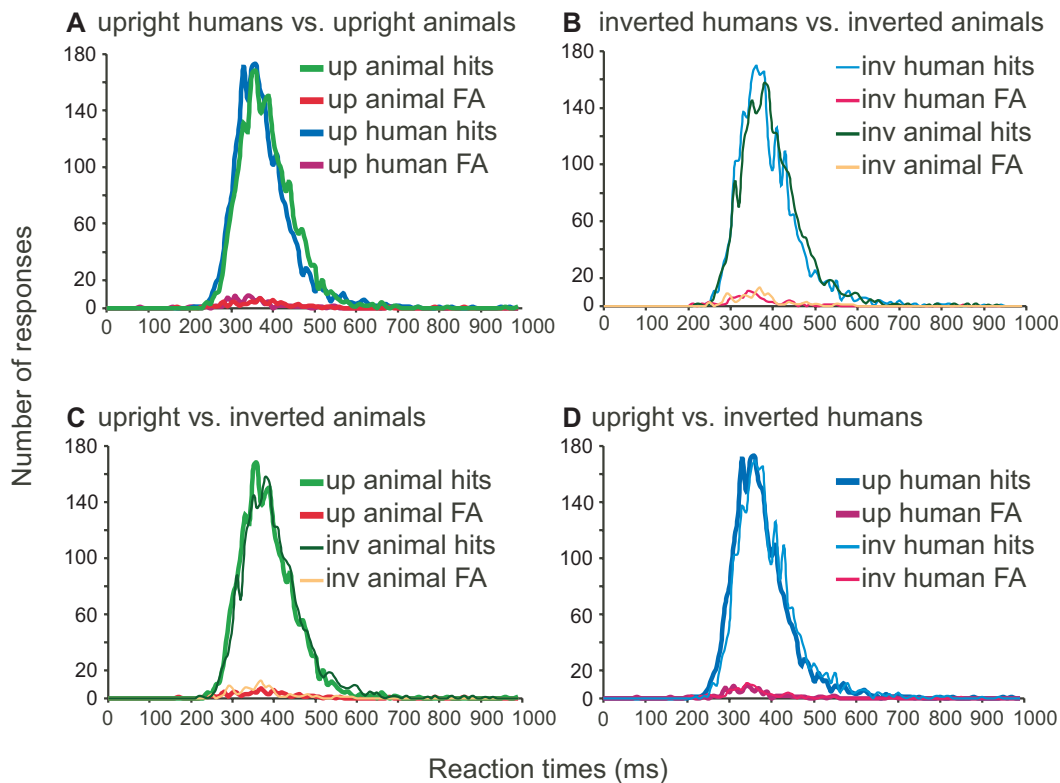 A upright humans vs. upright animals
180
140
100
60
20
0
up animal hits
up animal FA
up human hits
up human FA
0 100 200 300 400 500 600 700 800 900 1000
B inverted humans vs. inverted animals
180
140
100
60
20
0
inv human hits
inv human FA
inv animal hits
inv animal FA
0 100 200 300 400 500 600 700 800 900 1000
Number of responses
C upright vs. inverted animals
180
140
100
60
20
0
up animal hits
up animal FA
inv animal hits
inv animal FA
0 100 200 300 400 500 600 700 800 900 1000
D upright vs. inverted humans
180
140
100
60
20
0
up human hits
up human FA
inv human hits
inv human FA
0 100 200 300 400 500 600 700 800 900 1000
Reaction times (ms)